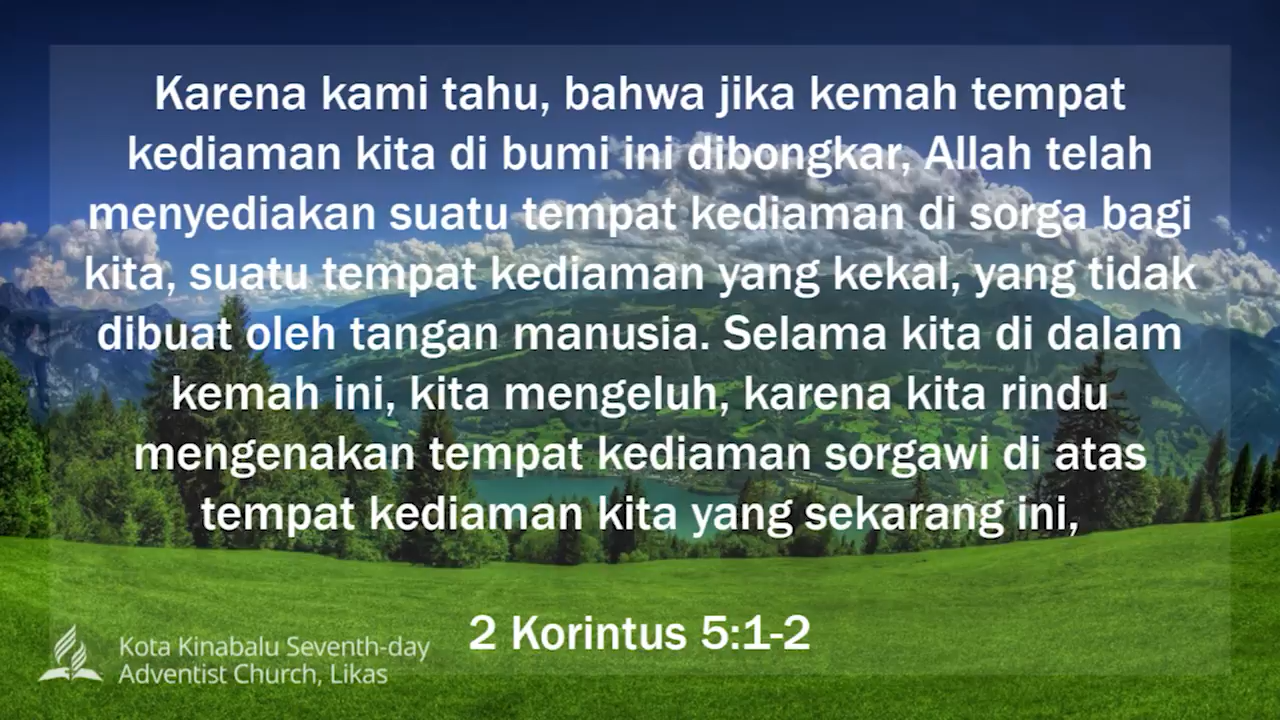 Karena kami tahu, bahwa jika kemah tempat
kediaman kita di bumi ini dibongkar, Allah telah
menyediakan suatu tempat kediaman di sorga bagi
kita, suatu tempat kediaman yang kekal, yang tidak
dibuat oleh tangan manusia. Selama kita di dalam
kemah ini, kita mengeluh, karena kita rindu
mengenakan tempat kediaman sorgawi di atas
tempat kediaman kita yang sekarang ini,
2 Korintus 5:1-2
Kota Kinabalu Seventh-day
Adventist Church, Likas